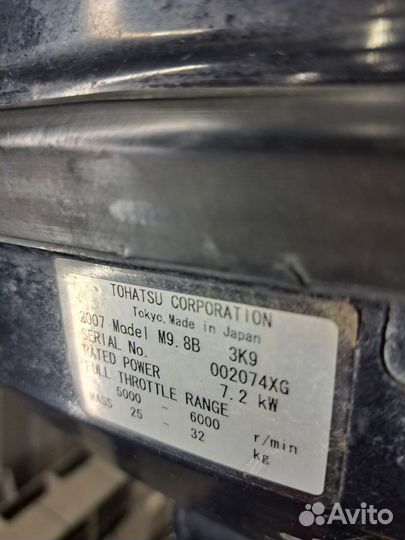 TOHATSU CORPORATION
Tokyo, Made in Japan
2007 Model M9.8B 3K9
SERIAL No. 002074XG
RATED POWER 7.2 kW
FULL THROTTLE RANGE
5000 - 6000 r/min
MASS 25 - 32 kg
Avito